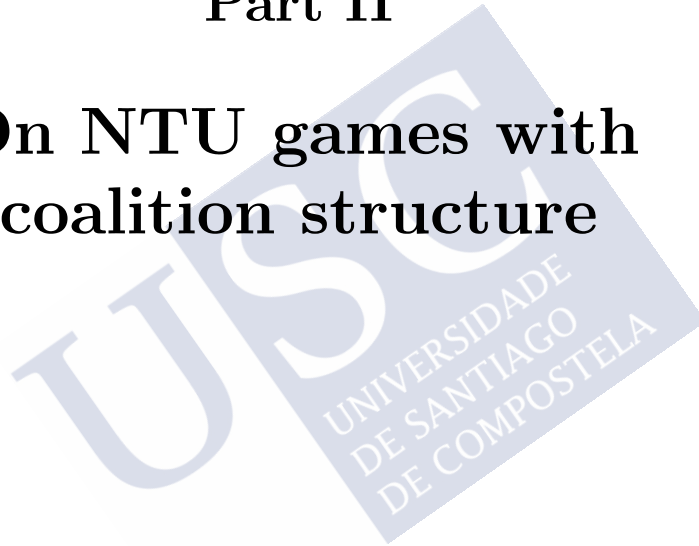 Part II
On NTU games with
coalition structure
USC
UNIVERSIDADE
DE SANTIAGO
DE COMPOSTELA